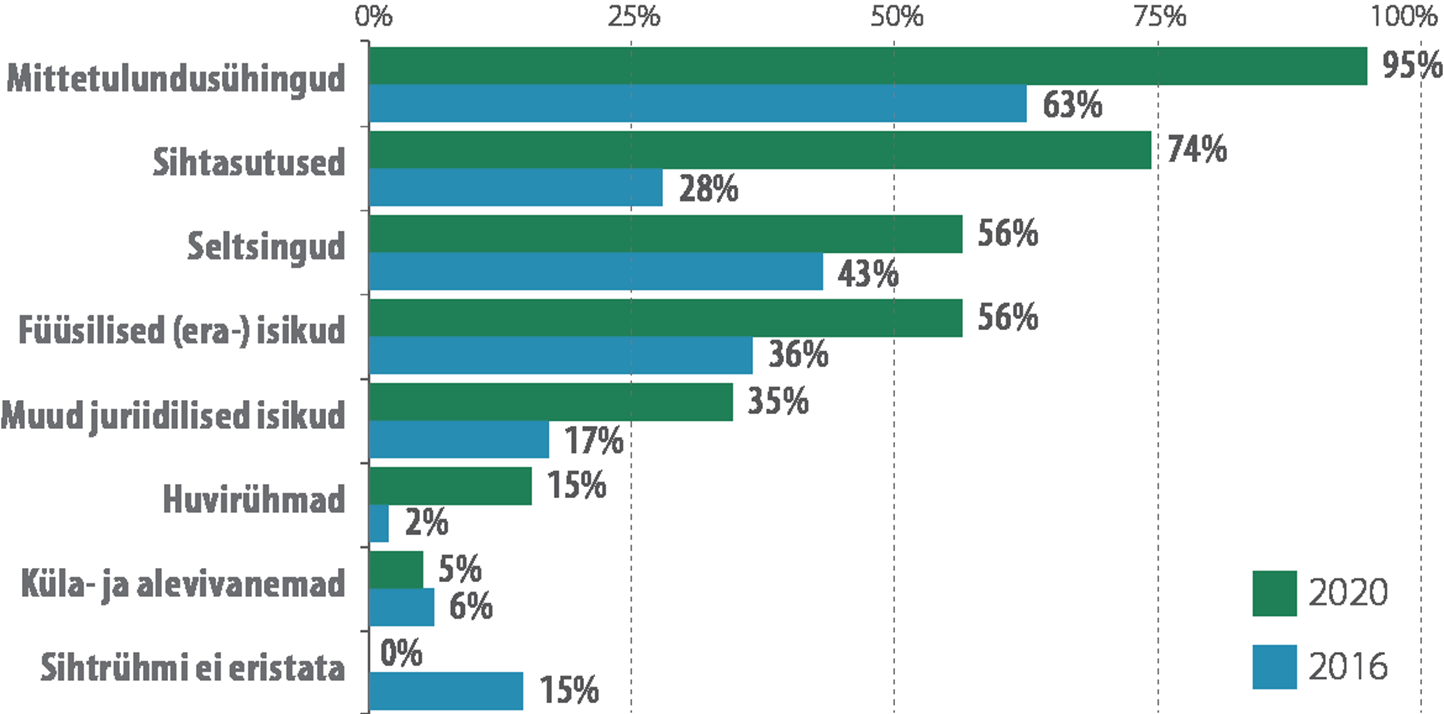 0% 25% 50% 75% 100%
Mittetulundusühingud 95%
63%
Sihtasutused 74%
28%
Seltsingud 56%
43%
Füüsilised (era-) isikud 56%
36%
Muud juriidilised isikud 35%
17%
Huvirühmad 15%
2%
Küla- ja alevivanemad 5%
6%
Sihtrühmi ei eristata 0%
15%
2020
2016